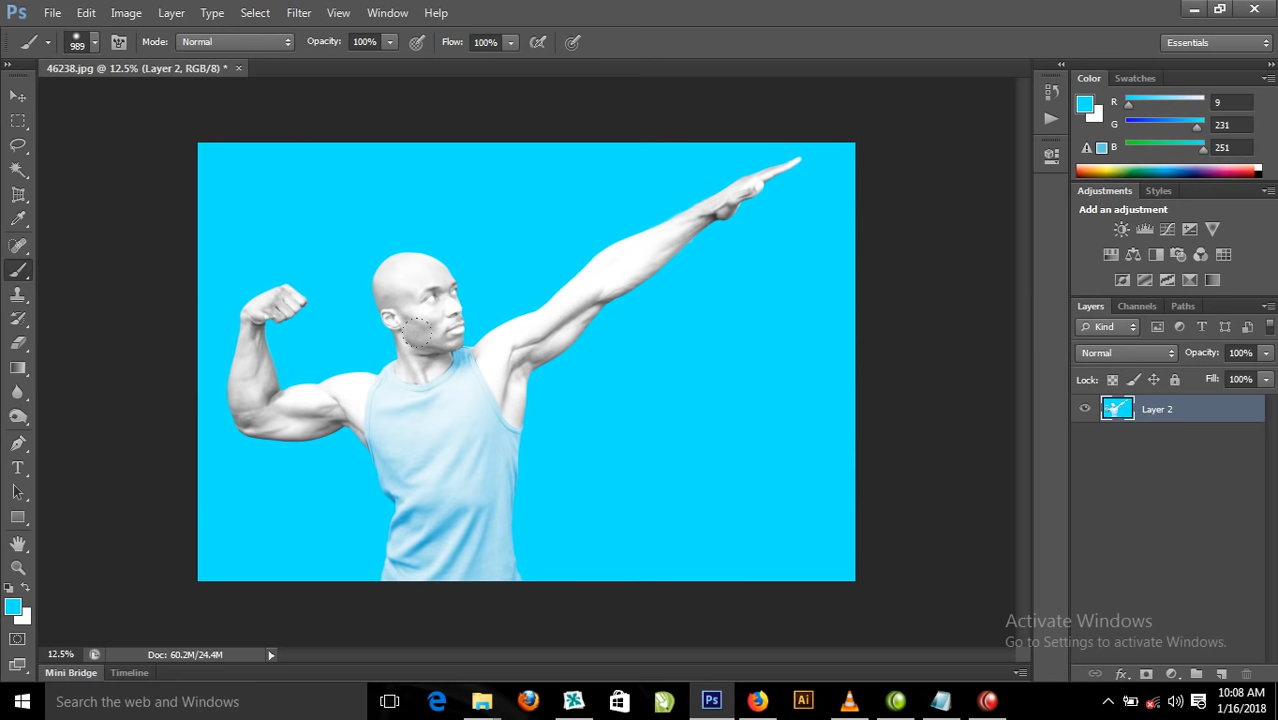 Ps File Edit Image Layer Type Select Filter View Window Help
989 Mode: Normal Opacity: 100% Flow: 100% Essentials
46238.jpg @ 12.5% (Layer 2, RGB/8) * ×
Color Swatches
R 9
G 231
B 251
Adjustments Styles
Add an adjustment
Layers Channels Paths
Kind T
Normal Opacity: 100%
Lock: Fill: 100%
Layer 2
T
Activate Windows
Go to Settings to activate Windows.
12.5% Doc: 60.2M/24.4M
Mini Bridge Timeline
Search the web and Windows Ps Ai 10:08 AM
1/16/2018